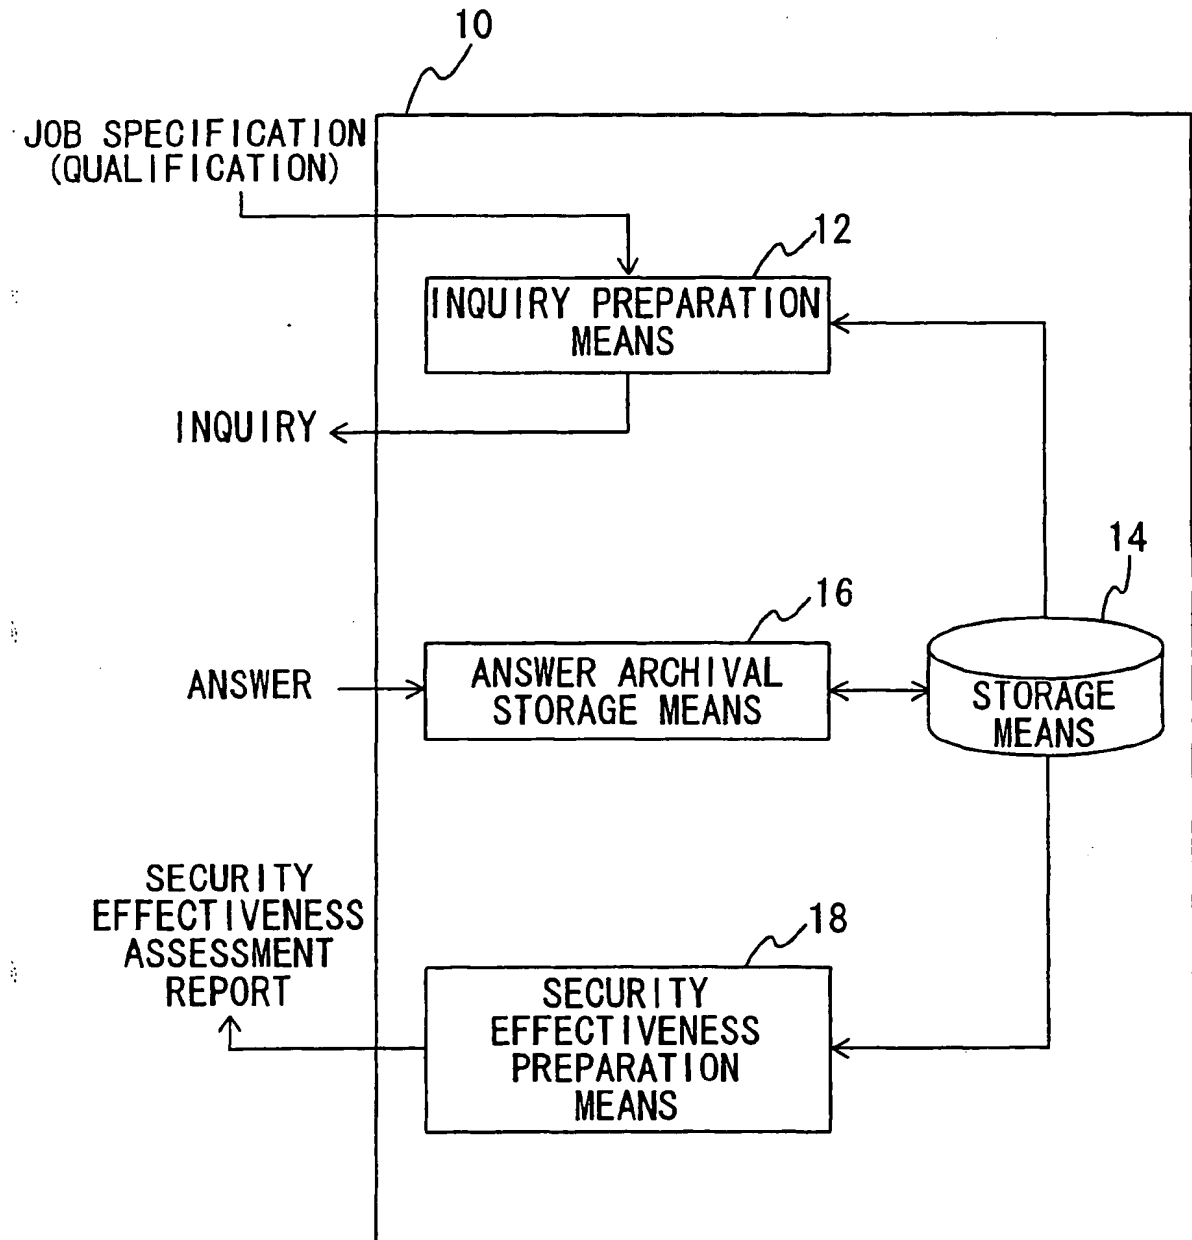 10
JOB SPECIFICATION
(QUALIFICATION)
12
INQUIRY PREPARATION
MEANS
INQUIRY
14
16
ANSWER
ANSWER ARCHIVAL
STORAGE MEANS
STORAGE
MEANS
SECURITY
EFFECTIVENESS
ASSESSMENT
REPORT
18
SECURITY
EFFECTIVENESS
PREPARATION
MEANS